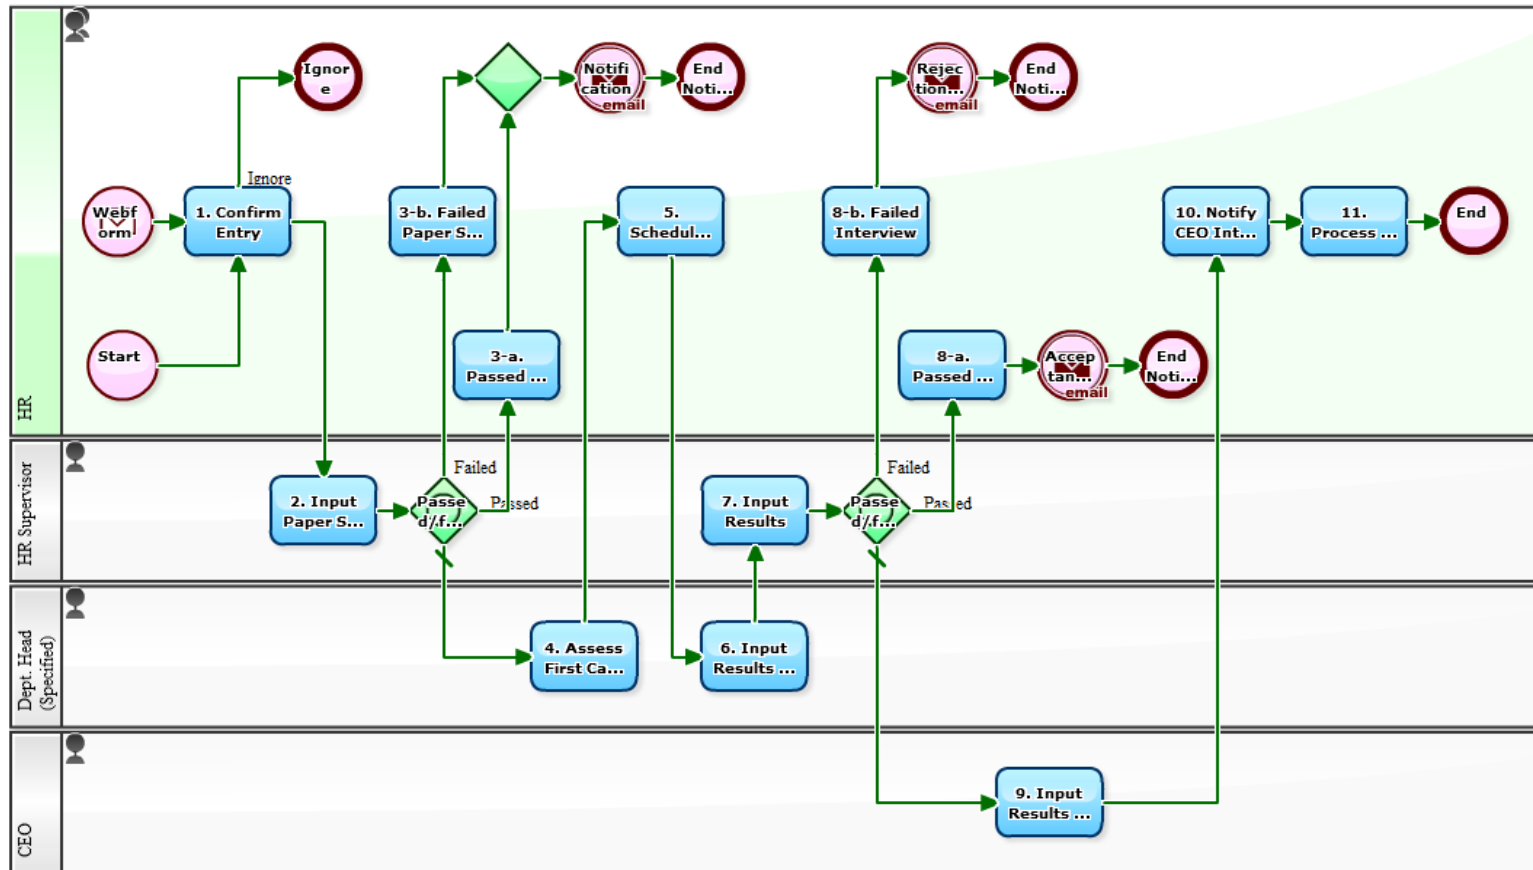 Ignor
e
Notifi
cation
email
End
Noti...
Rejec
tion...
email
End
Noti...
Ignore
Webf
orm
1. Confirm
Entry
3-b. Failed
Paper S...
5.
Schedul...
8-b. Failed
Interview
10. Notify
CEO Int...
11.
Process ...
End
Start
3-a.
Passed ...
8-a.
Passed ...
Accep
tan...
email
End
Noti...
HR
Failed
Passed
2. Input
Paper S...
Passe
d/f...
7. Input
Results
Failed
Passed
Passe
d/f...
HR Supervisor
4. Assess
First Ca...
6. Input
Results ...
Dept. Head
(Specified)
9. Input
Results ...
CEO